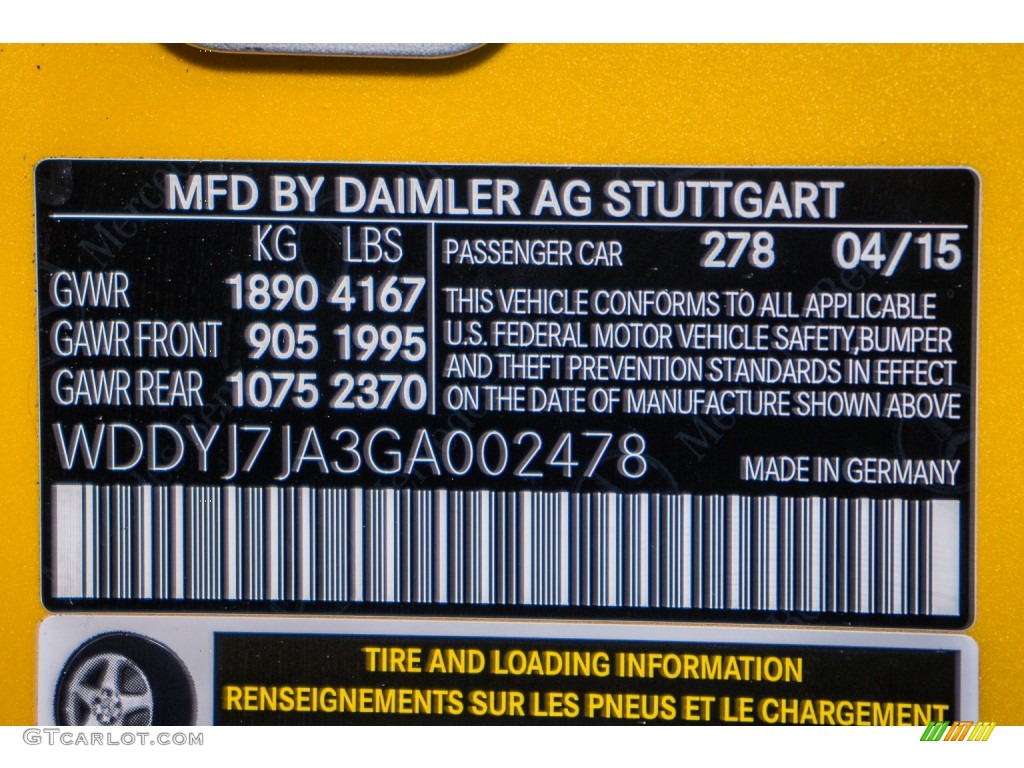 MFD BY DAIMLER AG STUTTGART
KG LBS
GVWR 1890 4167
GAWR FRONT 905 1995
GAWR REAR 1075 2370
PASSENGER CAR 278 04/15
THIS VEHICLE CONFORMS TO ALL APPLICABLE
U.S. FEDERAL MOTOR VEHICLE SAFETY,BUMPER
AND THEFT PREVENTION STANDARDS IN EFFECT
ON THE DATE OF MANUFACTURE SHOWN ABOVE
WDDYJ7JA3GA002478
MADE IN GERMANY
TIRE AND LOADING INFORMATION
RENSEIGNEMENTS SUR LES PNEUS ET LE CHARGEMENT
GTCARLOT.COM